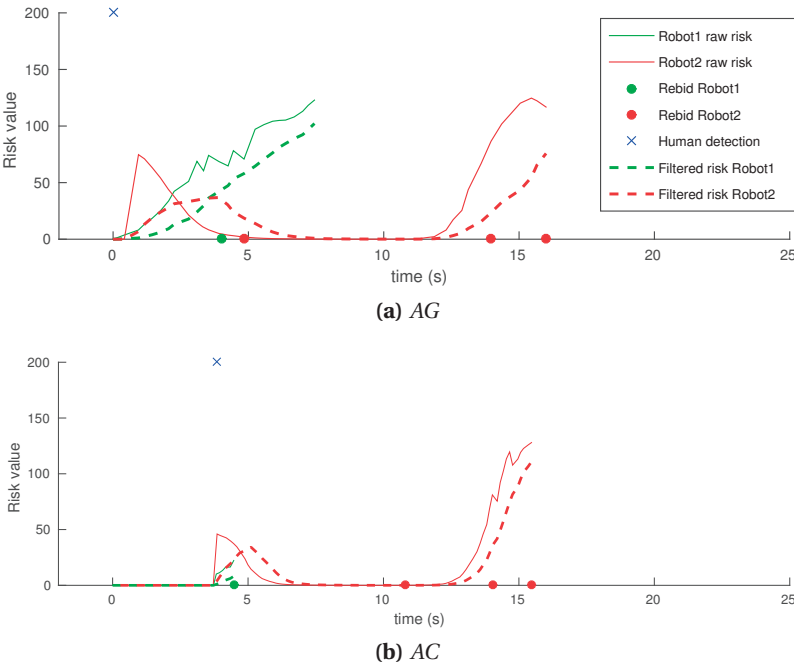 200
150
100
50
0
Risk value
0
5
10
15
20
25
time (s)
Robot1 raw risk
Robot2 raw risk
Rebid Robot1
Rebid Robot2
Human detection
Filtered risk Robot1
Filtered risk Robot2
(a) AG
200
150
100
50
0
Risk value
0
5
10
15
20
25
time (s)
(b) AC